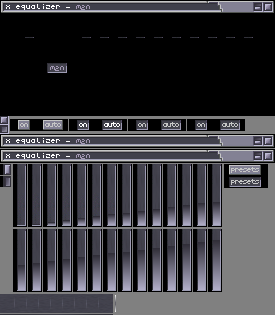 x equalizer - m2n
m2n
on auto on auto on auto on auto
x equalizer - m2n
x equalizer - m2n
presets
presets